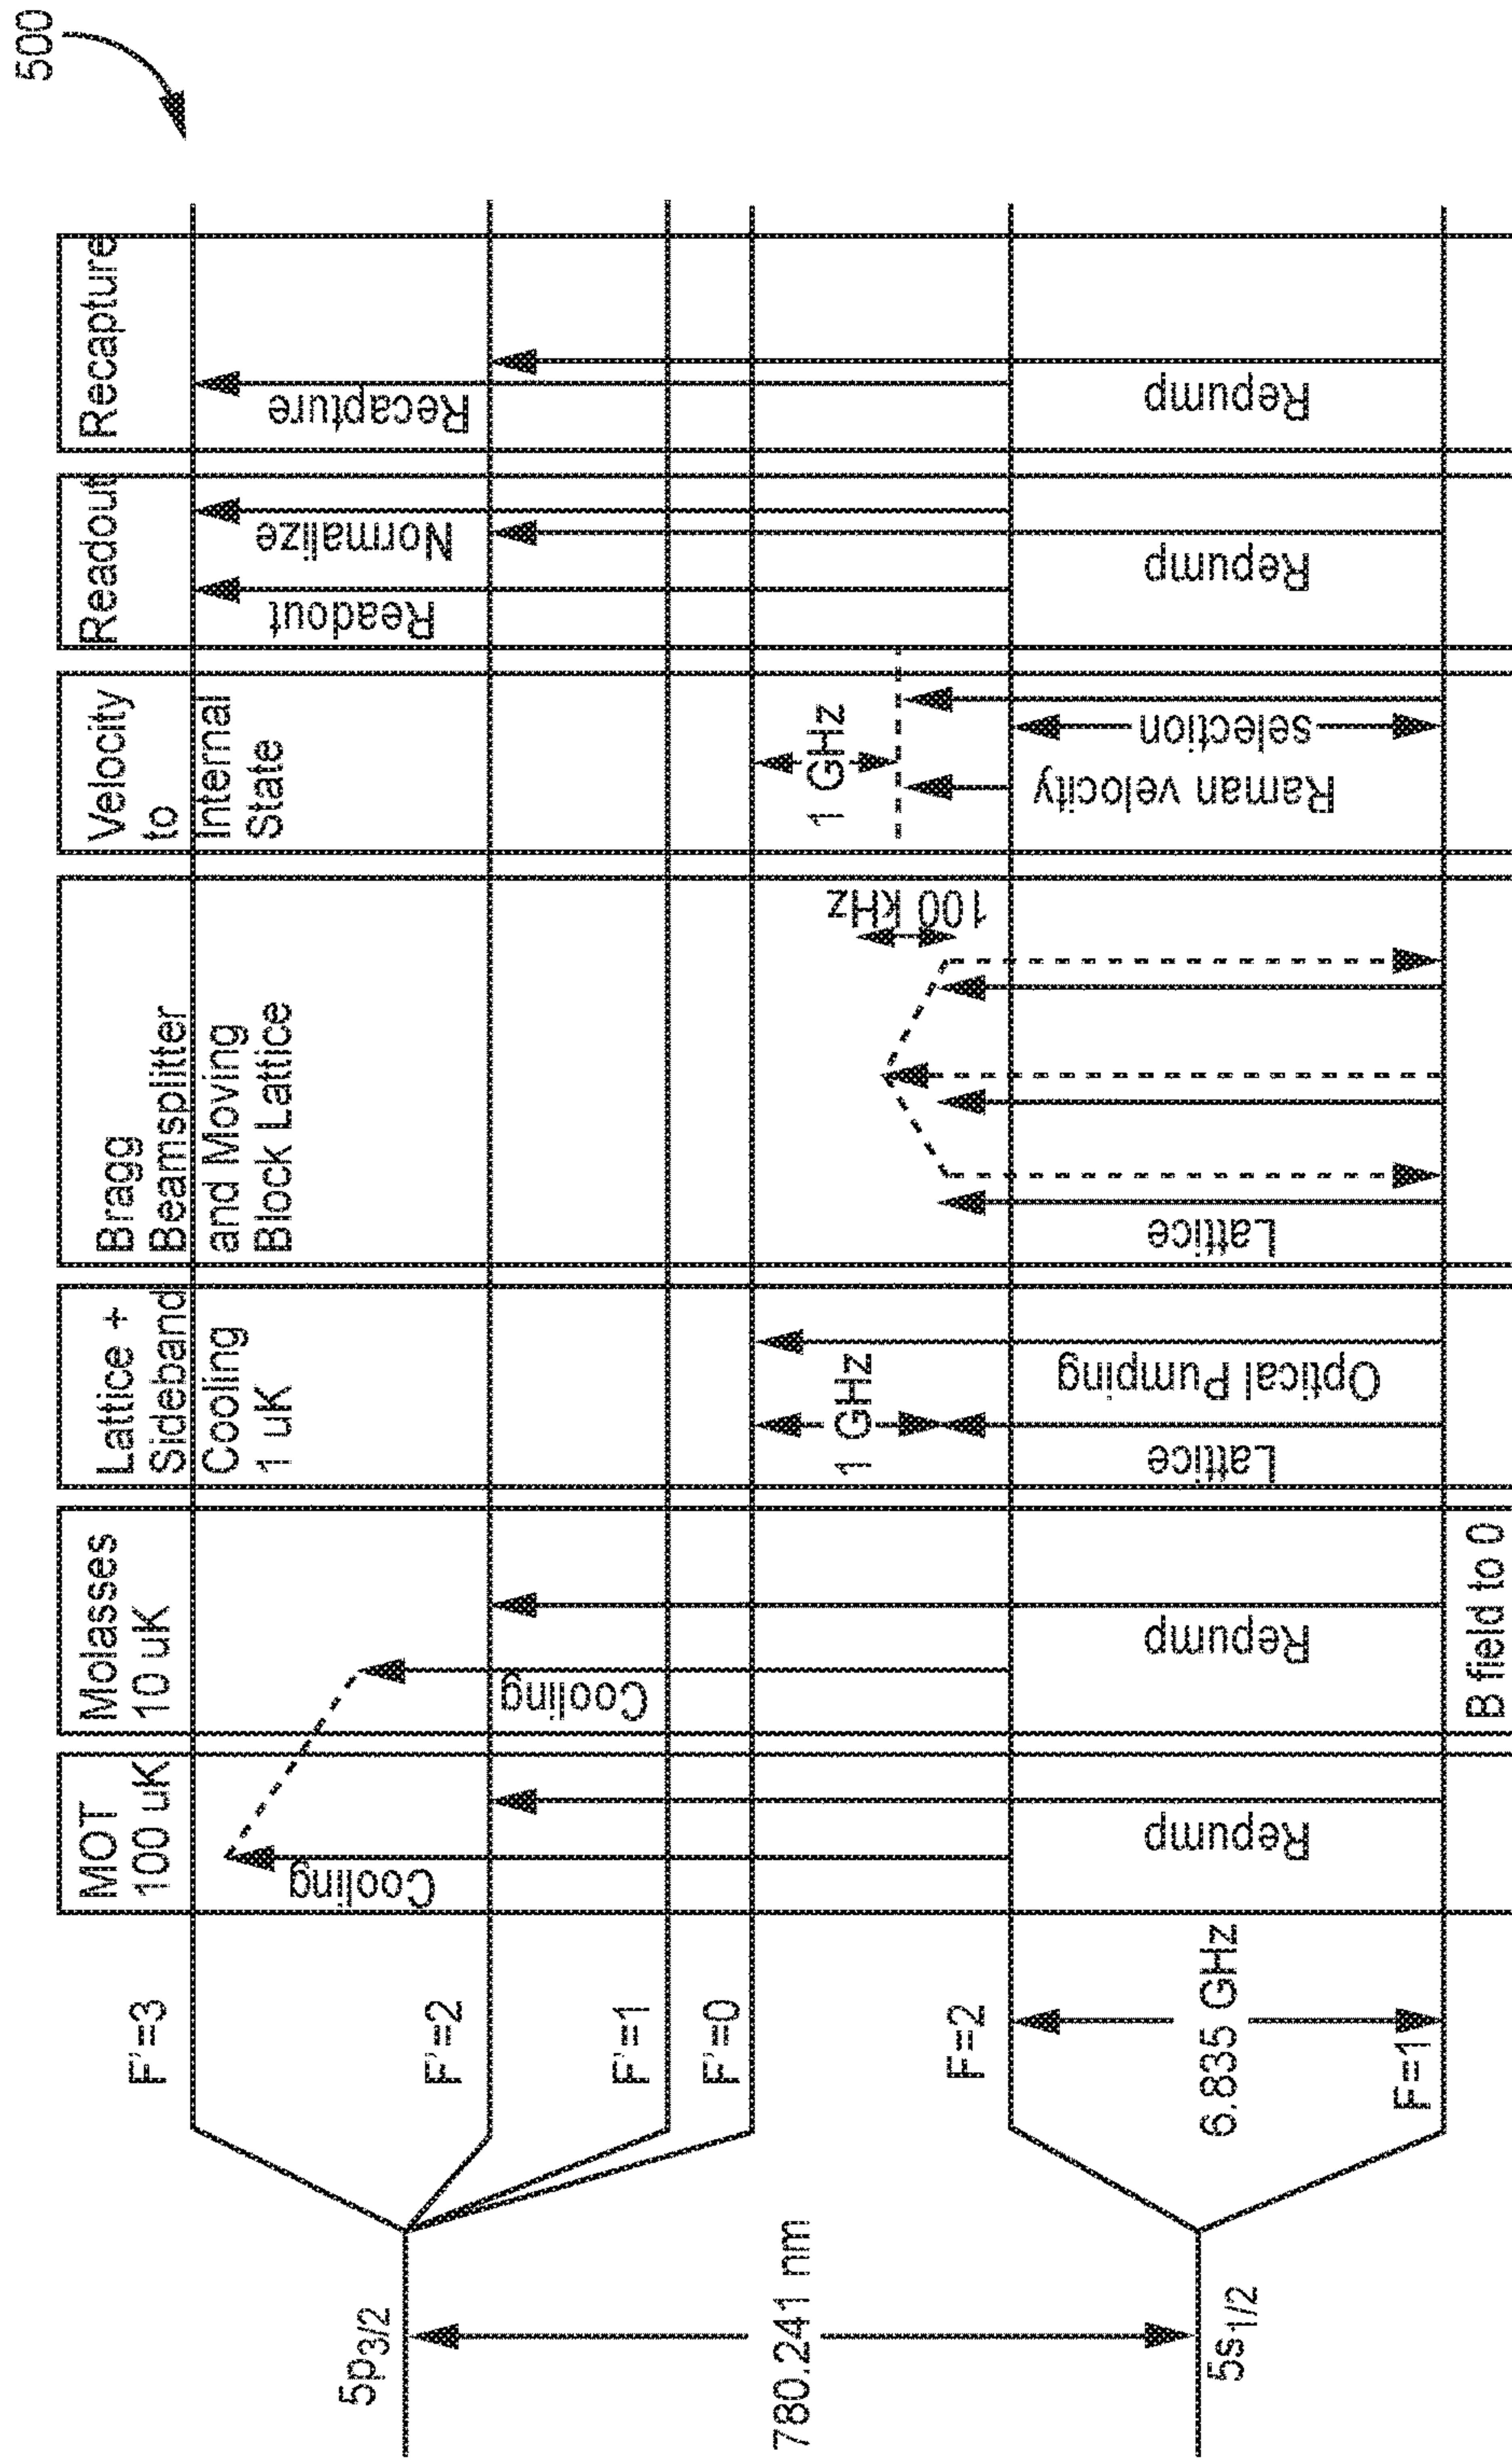 500
MOT
100 uK
Molasses
10 uK
Lattice +
Sideband
Cooling
1 uK
Bragg
Beamsplitter
and Moving
Block Lattice
Velocity
to
Internal
State
Readout
Recapture
5p3/2
780.241 nm
5s1/2
F'=3
F'=2
F'=1
F'=0
F=2
6.835 GHz
F=1
Cooling
Repump
Cooling
Repump
B field to 0
1 GHz
Lattice
Optical Pumping
Lattice
100 kHz
1 GHz
Raman velocity
selection
Readout
Normalize
Repump
Recapture
Repump